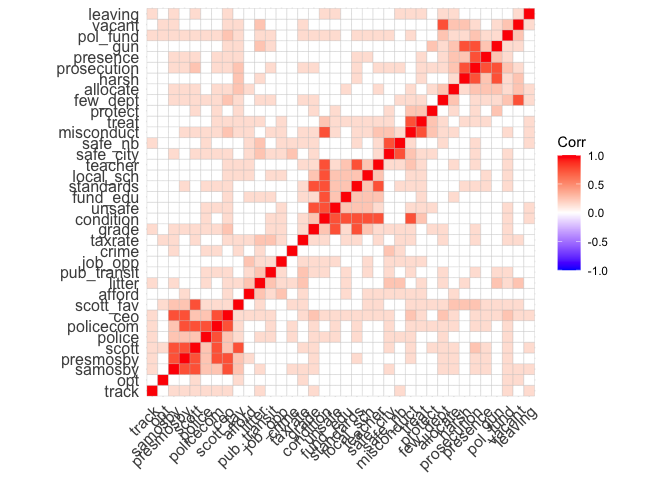 leaving
vacant
pol_fund
gun
presence
prosecution
harsh
allocate
few_dept
protect
treat
misconduct
safe_nb
safe_city
teacher
local_sch
standards
fund_edu
unsafe
condition
grade
taxrate
crime
job_opp
pub_transit
litter
afford
scott_fav
ceo
policecom
police
scott
presmosby
samosby
opt
track
Corr
1.0
0.5
0.0
-0.5
-1.0
track
opt
samosby
presmosby
scott
police
policecom
ceo
scott_fav
afford
litter
pub_transit
job_opp
crime
taxrate
grade
condition
unsafe
fund_edu
standards
local_sch
teacher
safe_city
safe_nb
misconduct
treat
protect
few_dept
allocate
harsh
prosecution
presence
gun
pol_fund
vacant
leaving